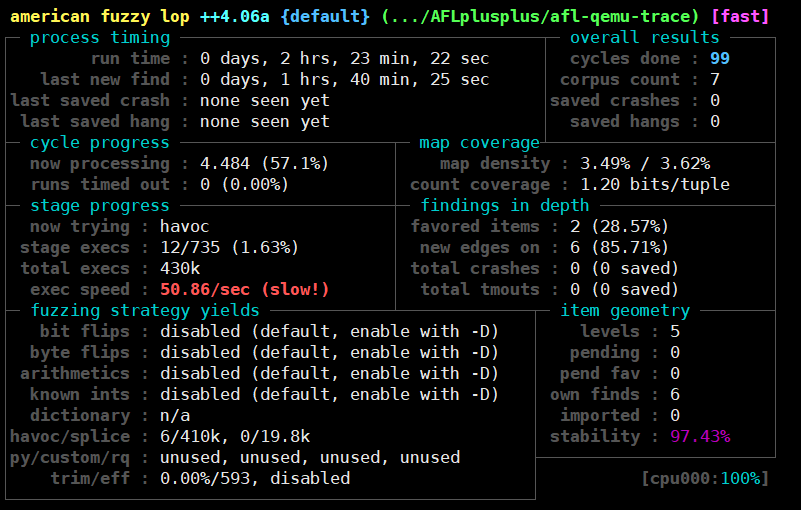 american fuzzy lop ++4.06a {default} (.../AFLplusplus/afl-qemu-trace) [fast]
process timing overall results
run time : 0 days, 2 hrs, 23 min, 22 sec cycles done : 99
last new find : 0 days, 1 hrs, 40 min, 25 sec corpus count : 7
last saved crash : none seen yet saved crashes : 0
last saved hang : none seen yet saved hangs : 0
cycle progress map coverage
now processing : 4.484 (57.1%) map density : 3.49% / 3.62%
runs timed out : 0 (0.00%) count coverage : 1.20 bits/tuple
stage progress findings in depth
now trying : havoc favored items : 2 (28.57%)
stage execs : 12/735 (1.63%) new edges on : 6 (85.71%)
total execs : 430k total crashes : 0 (0 saved)
exec speed : 50.86/sec (slow!) total tmouts : 0 (0 saved)
fuzzing strategy yields item geometry
bit flips : disabled (default, enable with -D) levels : 5
byte flips : disabled (default, enable with -D) pending : 0
arithmetics : disabled (default, enable with -D) pend fav : 0
known ints : disabled (default, enable with -D) own finds : 6
dictionary : n/a imported : 0
havoc/splice : 6/410k, 0/19.8k stability : 97.43%
py/custom/rq : unused, unused, unused, unused
trim/eff : 0.00%/593, disabled [cpu000:100%]